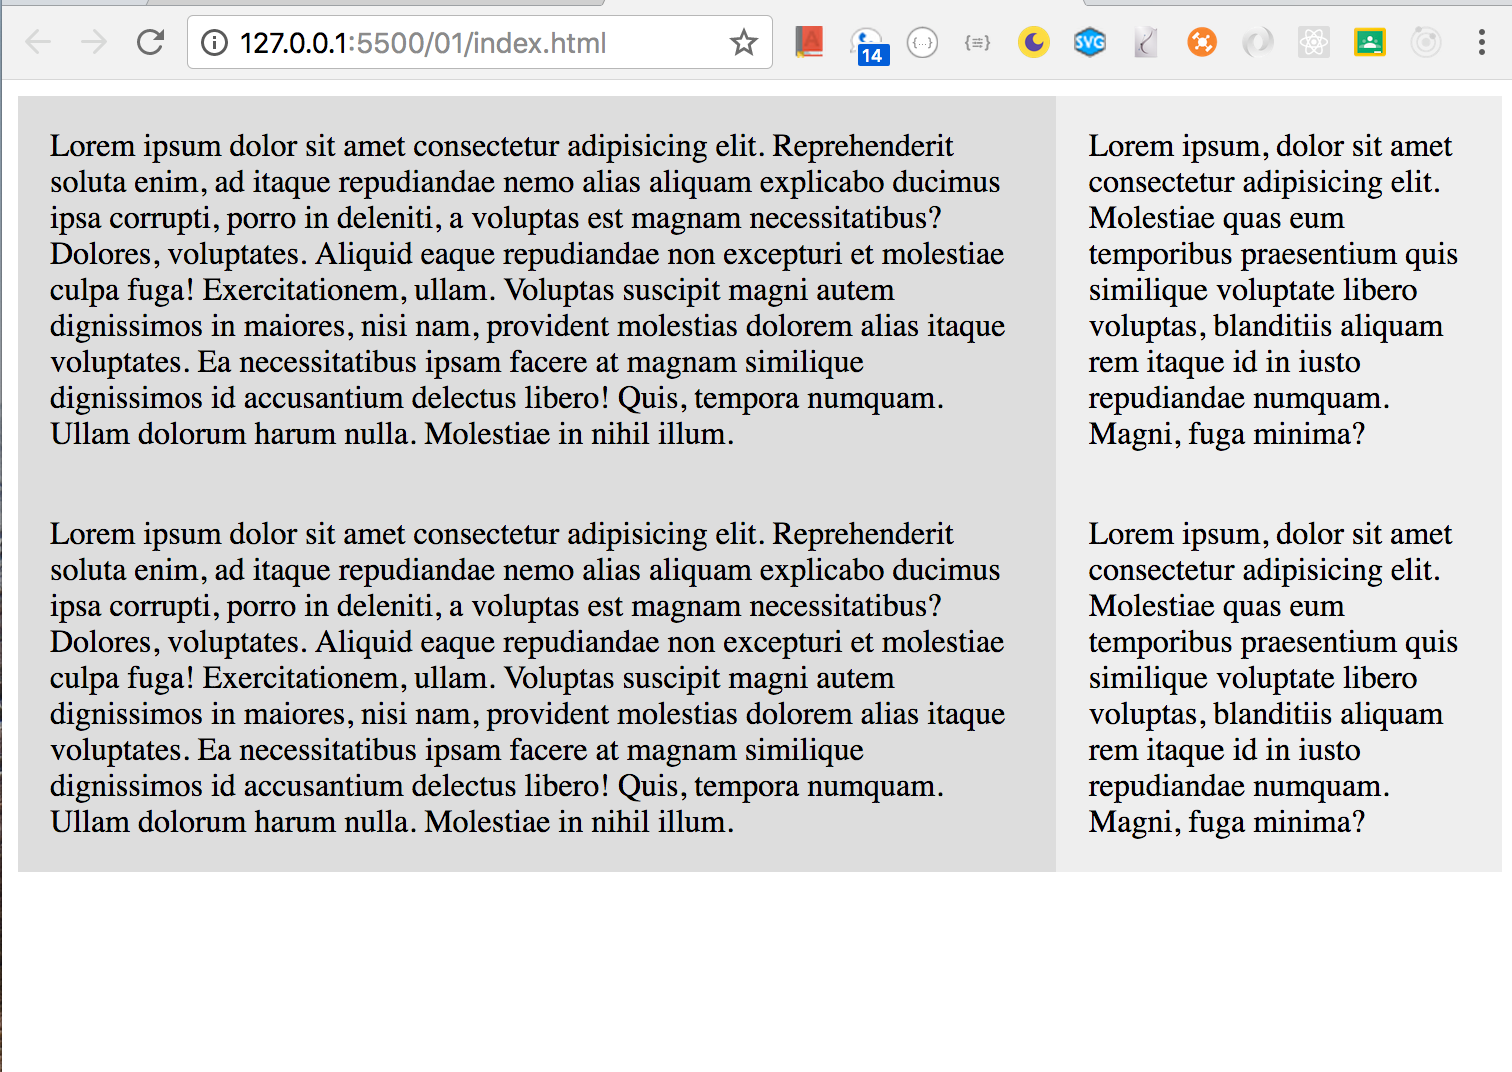 127.0.0.1:5500/01/index.html
A
14
{...}
{≡}
SVG
Lorem ipsum dolor sit amet consectetur adipisicing elit. Reprehenderit
soluta enim, ad itaque repudiandae nemo alias aliquam explicabo ducimus
ipsa corrupti, porro in deleniti, a voluptas est magnam necessitatibus?
Dolores, voluptates. Aliquid eaque repudiandae non excepturi et molestiae
culpa fuga! Exercitationem, ullam. Voluptas suscipit magni autem
dignissimos in maiores, nisi nam, provident molestias dolorem alias itaque
voluptates. Ea necessitatibus ipsam facere at magnam similique
dignissimos id accusantium delectus libero! Quis, tempora numquam.
Ullam dolorum harum nulla. Molestiae in nihil illum.
Lorem ipsum, dolor sit amet
consectetur adipisicing elit.
Molestiae quas eum
temporibus praesentium quis
similique voluptate libero
voluptas, blanditiis aliquam
rem itaque id in iusto
repudiandae numquam.
Magni, fuga minima?
Lorem ipsum dolor sit amet consectetur adipisicing elit. Reprehenderit
soluta enim, ad itaque repudiandae nemo alias aliquam explicabo ducimus
ipsa corrupti, porro in deleniti, a voluptas est magnam necessitatibus?
Dolores, voluptates. Aliquid eaque repudiandae non excepturi et molestiae
culpa fuga! Exercitationem, ullam. Voluptas suscipit magni autem
dignissimos in maiores, nisi nam, provident molestias dolorem alias itaque
voluptates. Ea necessitatibus ipsam facere at magnam similique
dignissimos id accusantium delectus libero! Quis, tempora numquam.
Ullam dolorum harum nulla. Molestiae in nihil illum.
Lorem ipsum, dolor sit amet
consectetur adipisicing elit.
Molestiae quas eum
temporibus praesentium quis
similique voluptate libero
voluptas, blanditiis aliquam
rem itaque id in iusto
repudiandae numquam.
Magni, fuga minima?